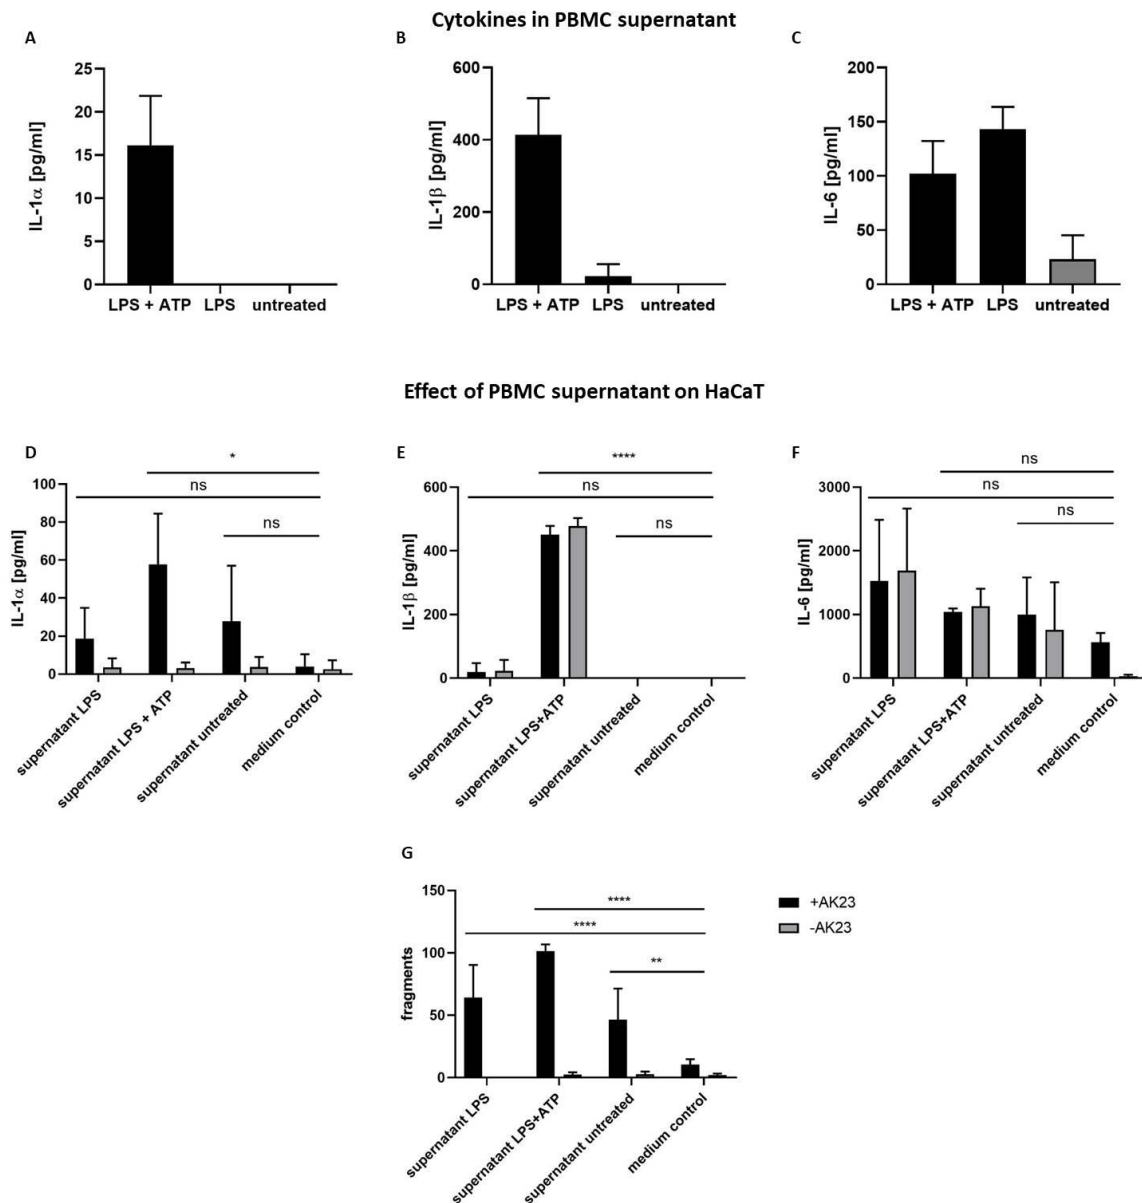 Cytokines in PBMC supernatant
A
IL-1α [pg/ml]
25
20
15
10
5
0
LPS + ATP LPS untreated
B
IL-1β [pg/ml]
600
400
200
0
LPS + ATP LPS untreated
C
IL-6 [pg/ml]
200
150
100
50
0
LPS + ATP LPS untreated
Effect of PBMC supernatant on HaCaT
D
*
ns
ns
IL-1α [pg/ml]
100
80
60
40
20
0
supernatant LPS
supernatant LPS + ATP
supernatant untreated
medium control
E
****
ns
ns
IL-1β [pg/ml]
600
400
200
0
supernatant LPS
supernatant LPS+ATP
supernatant untreated
medium control
F
ns
ns
ns
IL-6 [pg/ml]
3000
2000
1000
0
supernatant LPS
supernatant LPS+ATP
supernatant untreated
medium control
G
****
****
**
fragments
150
100
50
0
supernatant LPS
supernatant LPS+ATP
supernatant untreated
medium control
+AK23
-AK23